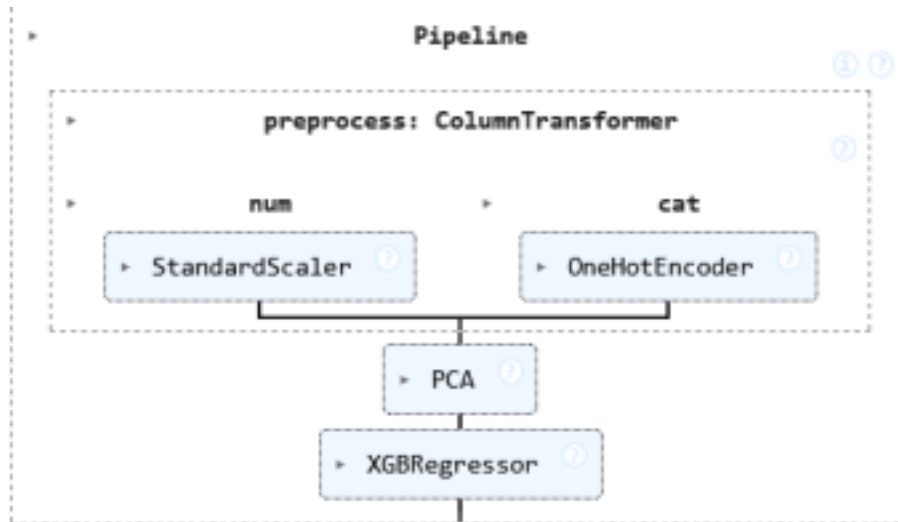 Pipeline
i ?
preprocess: ColumnTransformer
?
num cat
StandardScaler ? OneHotEncoder ?
PCA ?
XGBRegressor ?